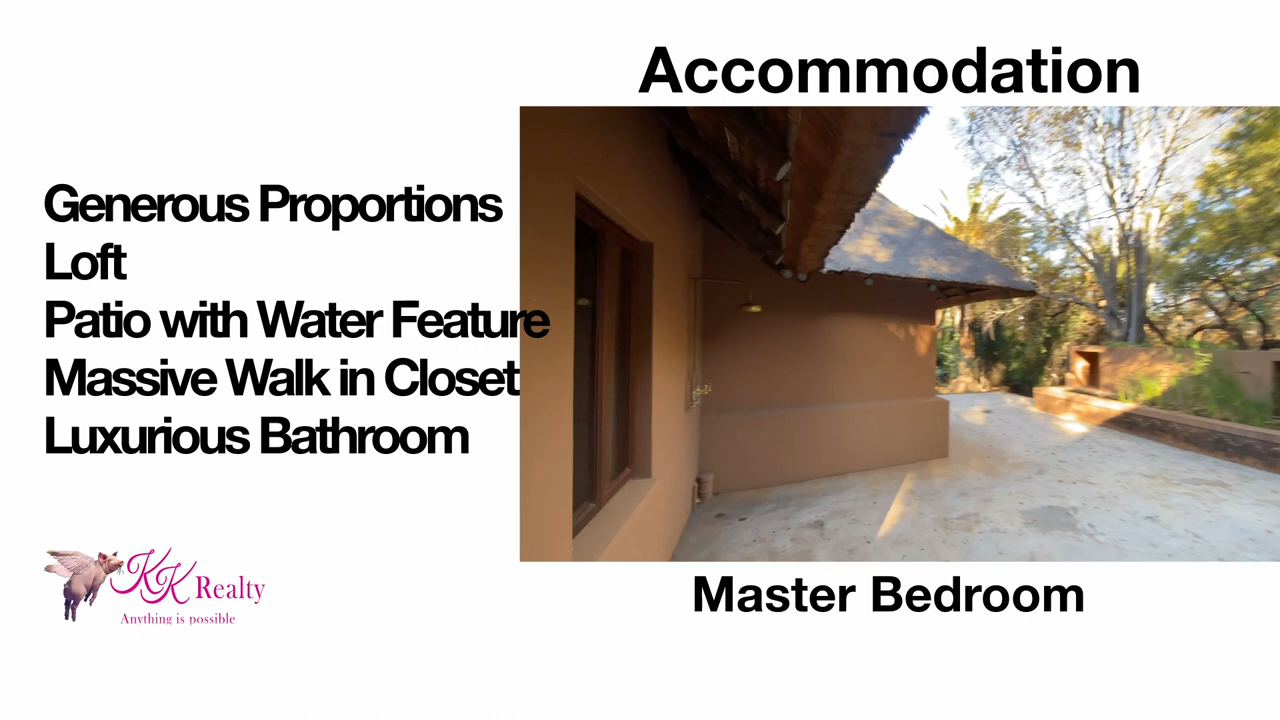 Accommodation
Generous Proportions
Loft
Patio with Water Feature
Massive Walk in Closet
Luxurious Bathroom
KK Realty
Anything is possible
Master Bedroom